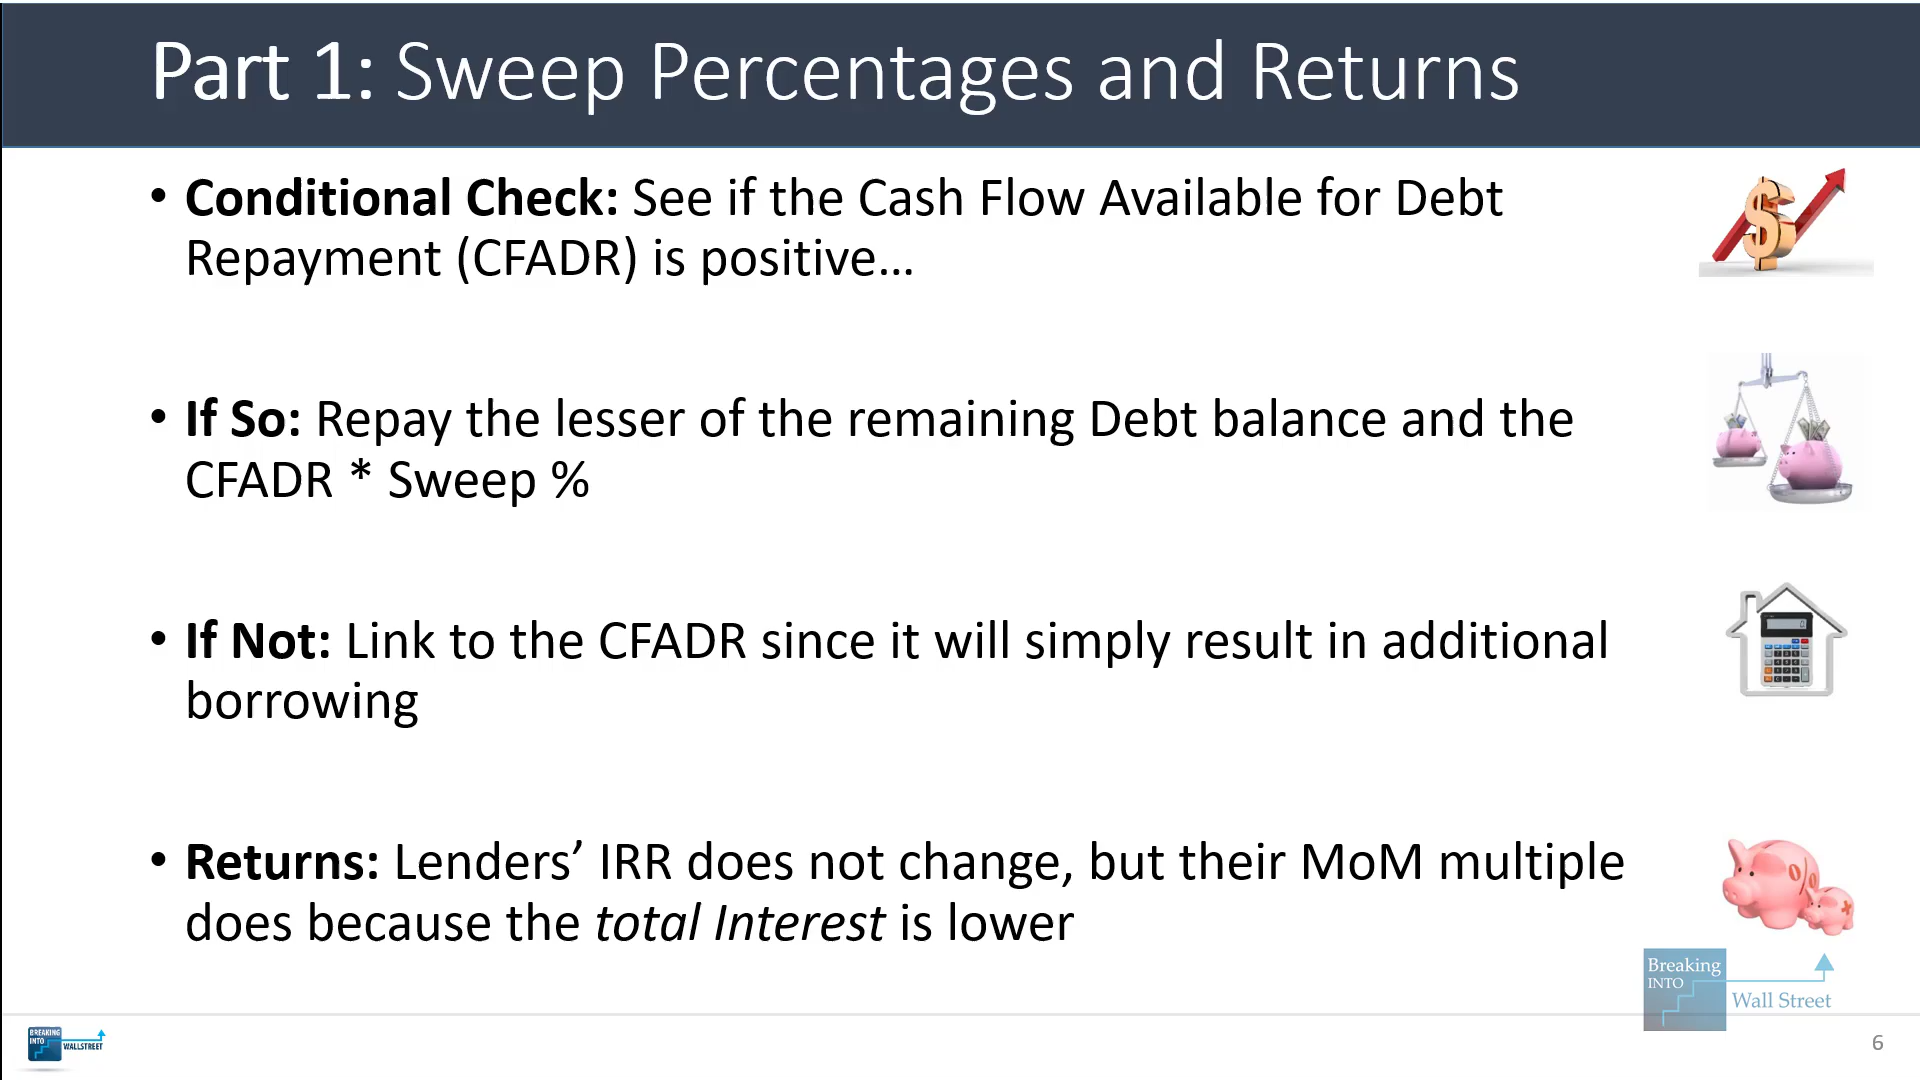 Part 1: Sweep Percentages and Returns
• Conditional Check: See if the Cash Flow Available for Debt
Repayment (CFADR) is positive…
• If So: Repay the lesser of the remaining Debt balance and the
CFADR * Sweep %
• If Not: Link to the CFADR since it will simply result in additional
borrowing
• Returns: Lenders’ IRR does not change, but their MoM multiple
does because the total Interest is lower
Breaking
INTO
Wall Street
BREAKING
INTO
WALLSTREET
6